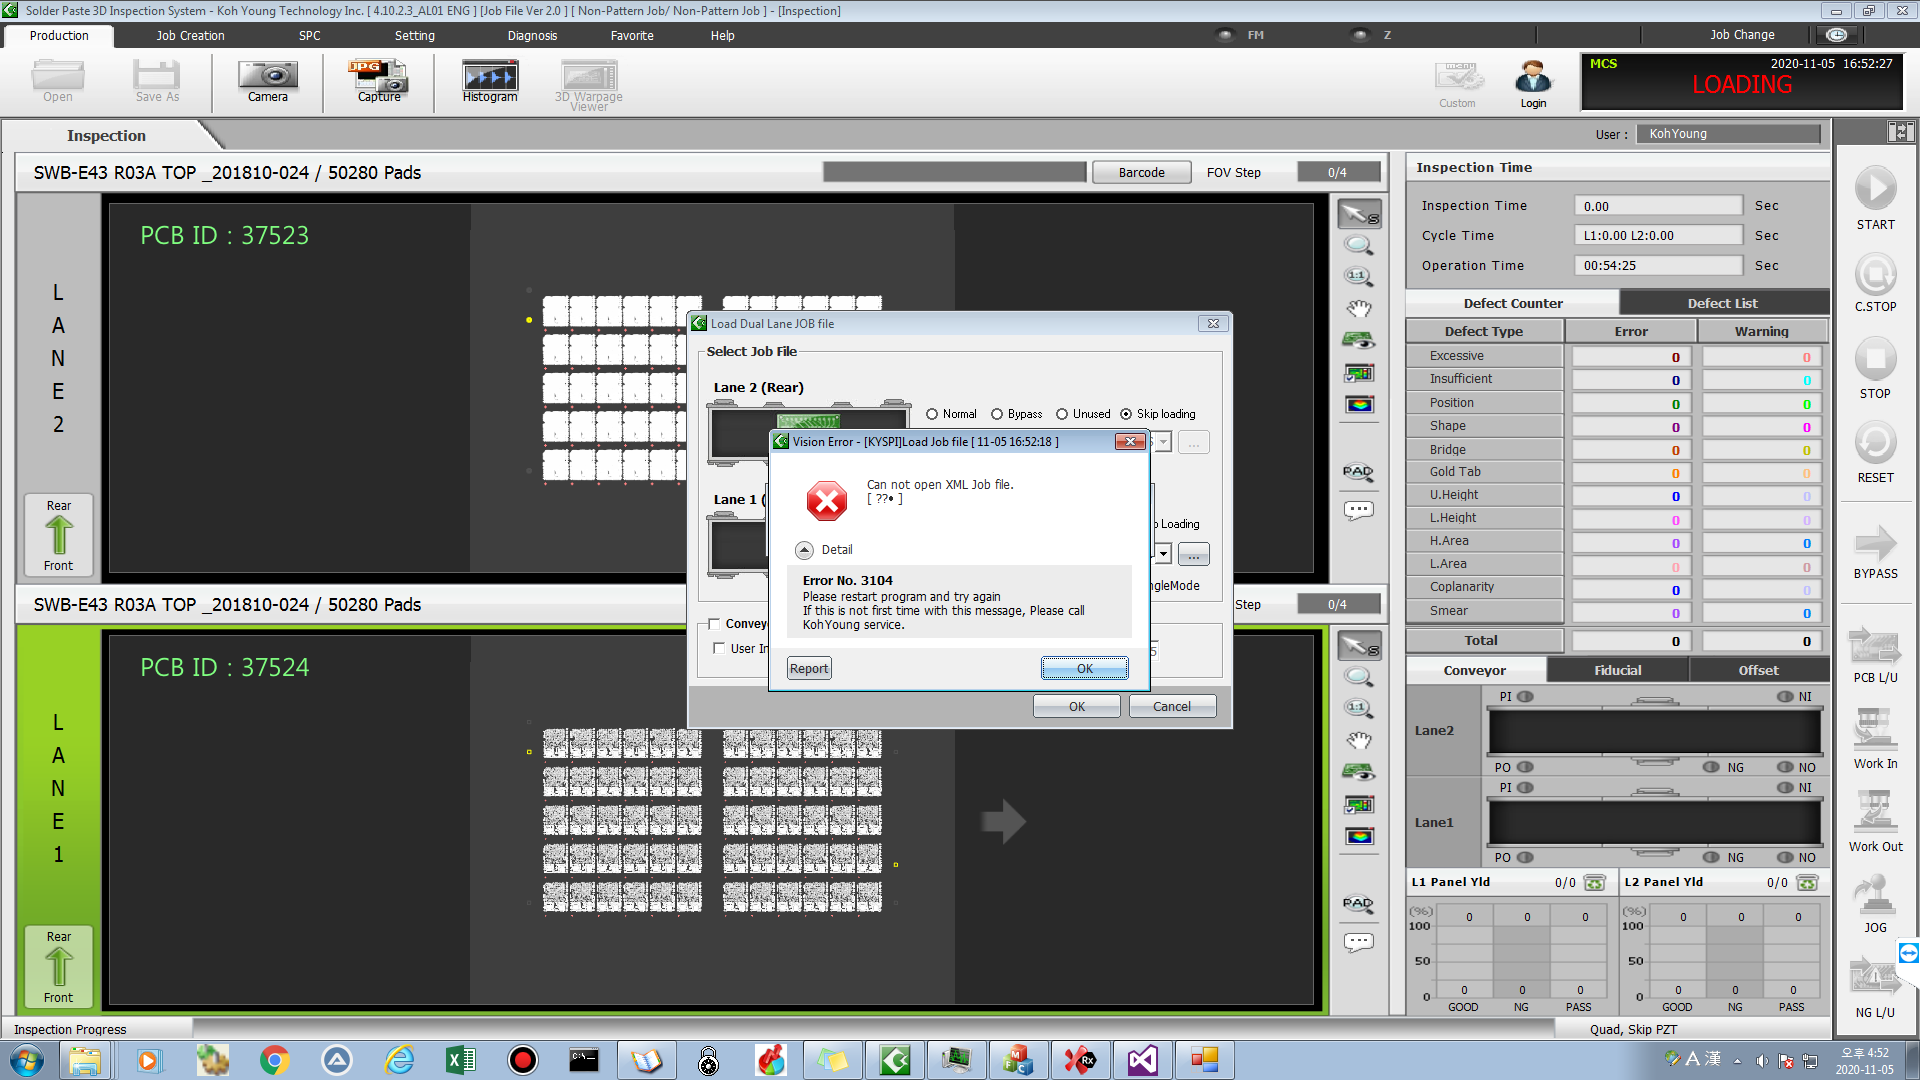 Solder Paste 3D Inspection System - Koh Young Technology Inc. [ 4.10.2.3_AL01 ENG ] [Job File Ver 2.0 ] [ Non-Pattern Job/ Non-Pattern Job ] - [Inspection]
Production Job Creation SPC Setting Diagnosis Favorite Help FM Z Job Change
Open Save As Camera JPG Capture Histogram 3D Warpage Viewer Custom Login
MCS 2020-11-05 16:52:27
LOADING
Inspection
User : KohYoung
SWB-E43 R03A TOP _201810-024 / 50280 Pads Barcode FOV Step 0/4
LANE2
PCB ID : 37523
Rear
Front
1:1
PAD
Load Dual Lane JOB file
Select Job File
Lane 2 (Rear)
Normal Bypass Unused Skip loading
Lane 1 (
Loading
...
ngleMode
Convey
User In
OK Cancel
Vision Error - [KYSPI]Load Job file [ 11-05 16:52:18 ]
Can not open XML Job file.
[ ??• ]
Detail
Error No. 3104
Please restart program and try again
If this is not first time with this message, Please call
KohYoung service.
Report OK
SWB-E43 R03A TOP _201810-024 / 50280 Pads Step 0/4
LANE1
PCB ID : 37524
Rear
Front
1:1
PAD
Inspection Time
Inspection Time 0.00 Sec
Cycle Time L1:0.00 L2:0.00 Sec
Operation Time 00:54:25 Sec
Defect Counter Defect List
Defect Type Error Warning
Excessive 0 0
Insufficient 0 0
Position 0 0
Shape 0 0
Bridge 0 0
Gold Tab 0 0
U.Height 0 0
L.Height 0 0
H.Area 0 0
L.Area 0 0
Coplanarity 0 0
Smear 0 0
Total 0 0
Conveyor Fiducial Offset
PI NI
Lane2
PO NG NO
PI NI
Lane1
PO NG NO
L1 Panel Yld 0/0 L2 Panel Yld 0/0
(%) 0 0 0 (%) 0 0 0
100 100
50 50
0 0 0 0 0 0 0 0
GOOD NG PASS GOOD NG PASS
START
C.STOP
STOP
RESET
BYPASS
PCB L/U
Work In
Work Out
JOG
NG L/U
Inspection Progress Quad, Skip PZT
A 漢 오후 4:52
2020-11-05